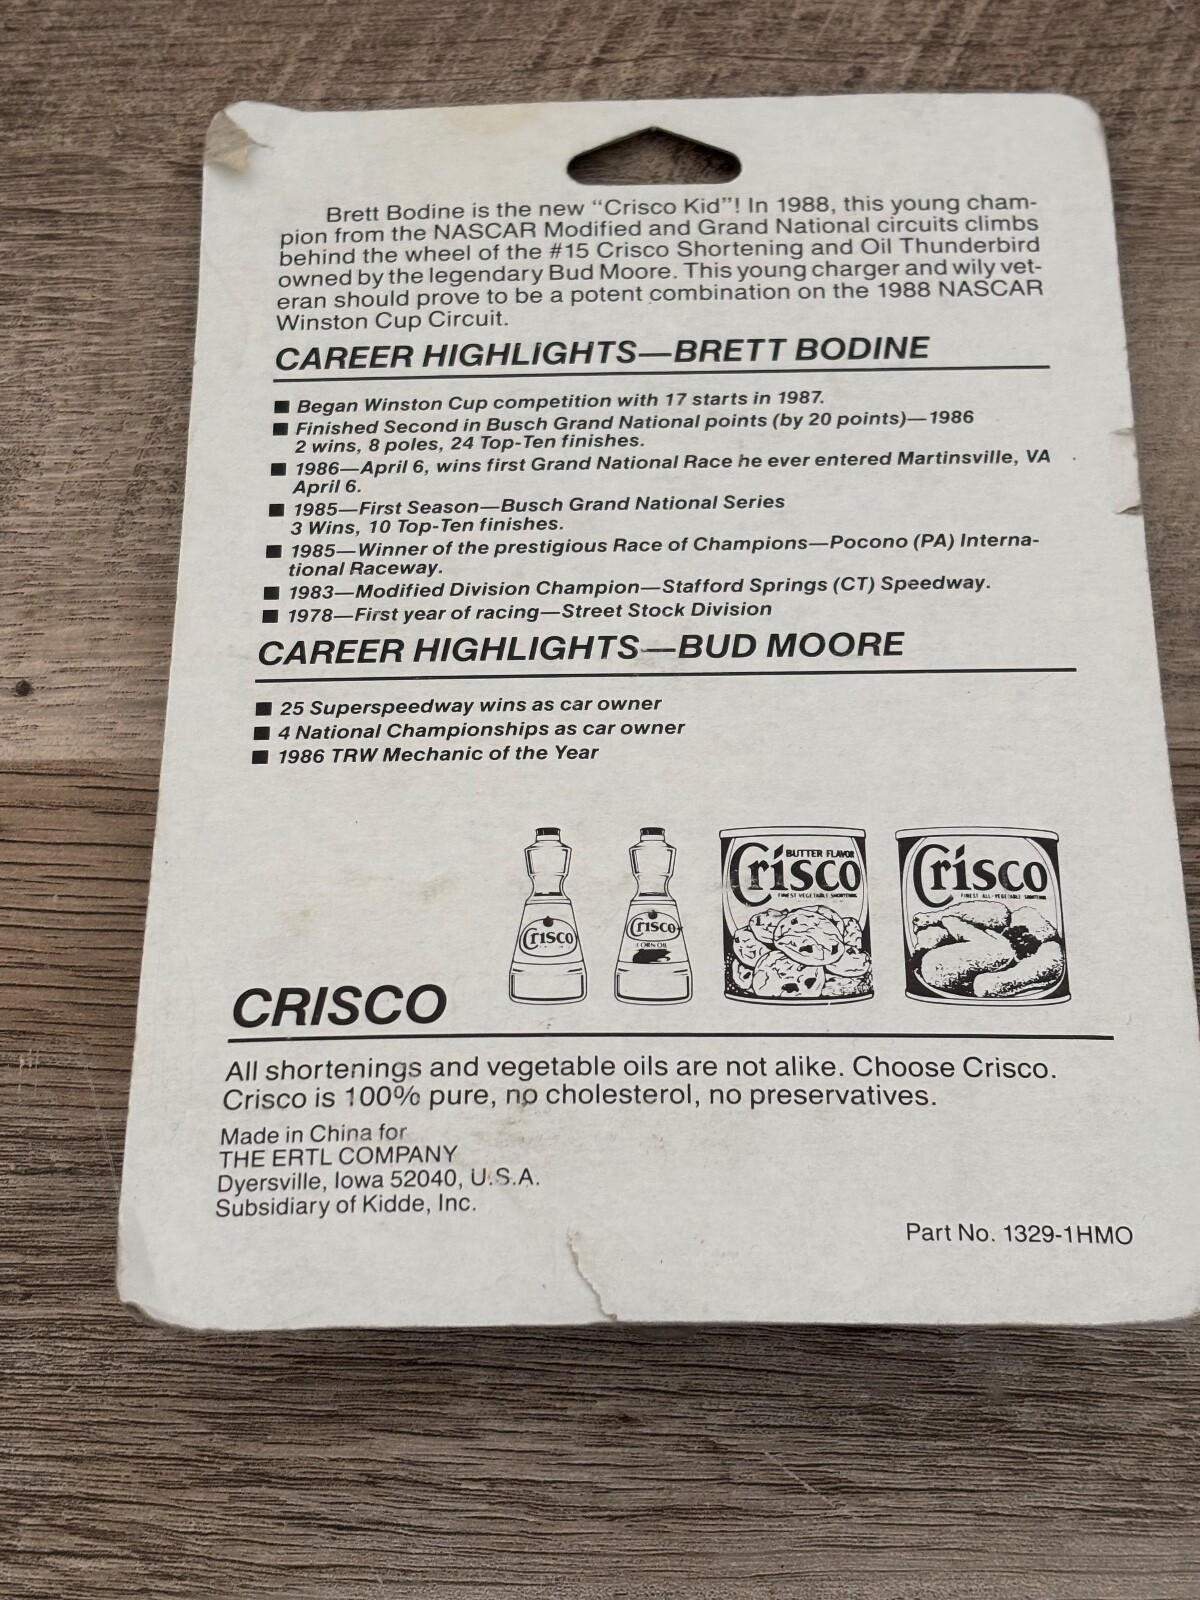 Brett Bodine is the new “Crisco Kid”! In 1988, this young cham-
pion from the NASCAR Modified and Grand National circuits climbs
behind the wheel of the #15 Crisco Shortening and Oil Thunderbird
owned by the legendary Bud Moore. This young charger and wily vet-
eran should prove to be a potent combination on the 1988 NASCAR
Winston Cup Circuit.
CAREER HIGHLIGHTS—BRETT BODINE
■ Began Winston Cup competition with 17 starts in 1987.
■ Finished Second in Busch Grand National points (by 20 points)—1986
2 wins, 8 poles, 24 Top-Ten finishes.
■ 1986—April 6, wins first Grand National Race he ever entered Martinsville, VA
April 6.
■ 1985—First Season—Busch Grand National Series
3 Wins, 10 Top-Ten finishes.
■ 1985—Winner of the prestigious Race of Champions—Pocono (PA) Interna-
tional Raceway.
■ 1983—Modified Division Champion—Stafford Springs (CT) Speedway.
■ 1978—First year of racing—Street Stock Division
CAREER HIGHLIGHTS—BUD MOORE
■ 25 Superspeedway wins as car owner
■ 4 National Championships as car owner
■ 1986 TRW Mechanic of the Year
Crisco
Crisco
CORN OIL
BUTTER FLAVOR
Crisco
FINEST VEGETABLE SHORTENING
Crisco
FINEST ALL-VEGETABLE SHORTENING
CRISCO
All shortenings and vegetable oils are not alike. Choose Crisco.
Crisco is 100% pure, no cholesterol, no preservatives.
Made in China for
THE ERTL COMPANY
Dyersville, Iowa 52040, U.S.A.
Subsidiary of Kidde, Inc.
Part No. 1329-1HMO